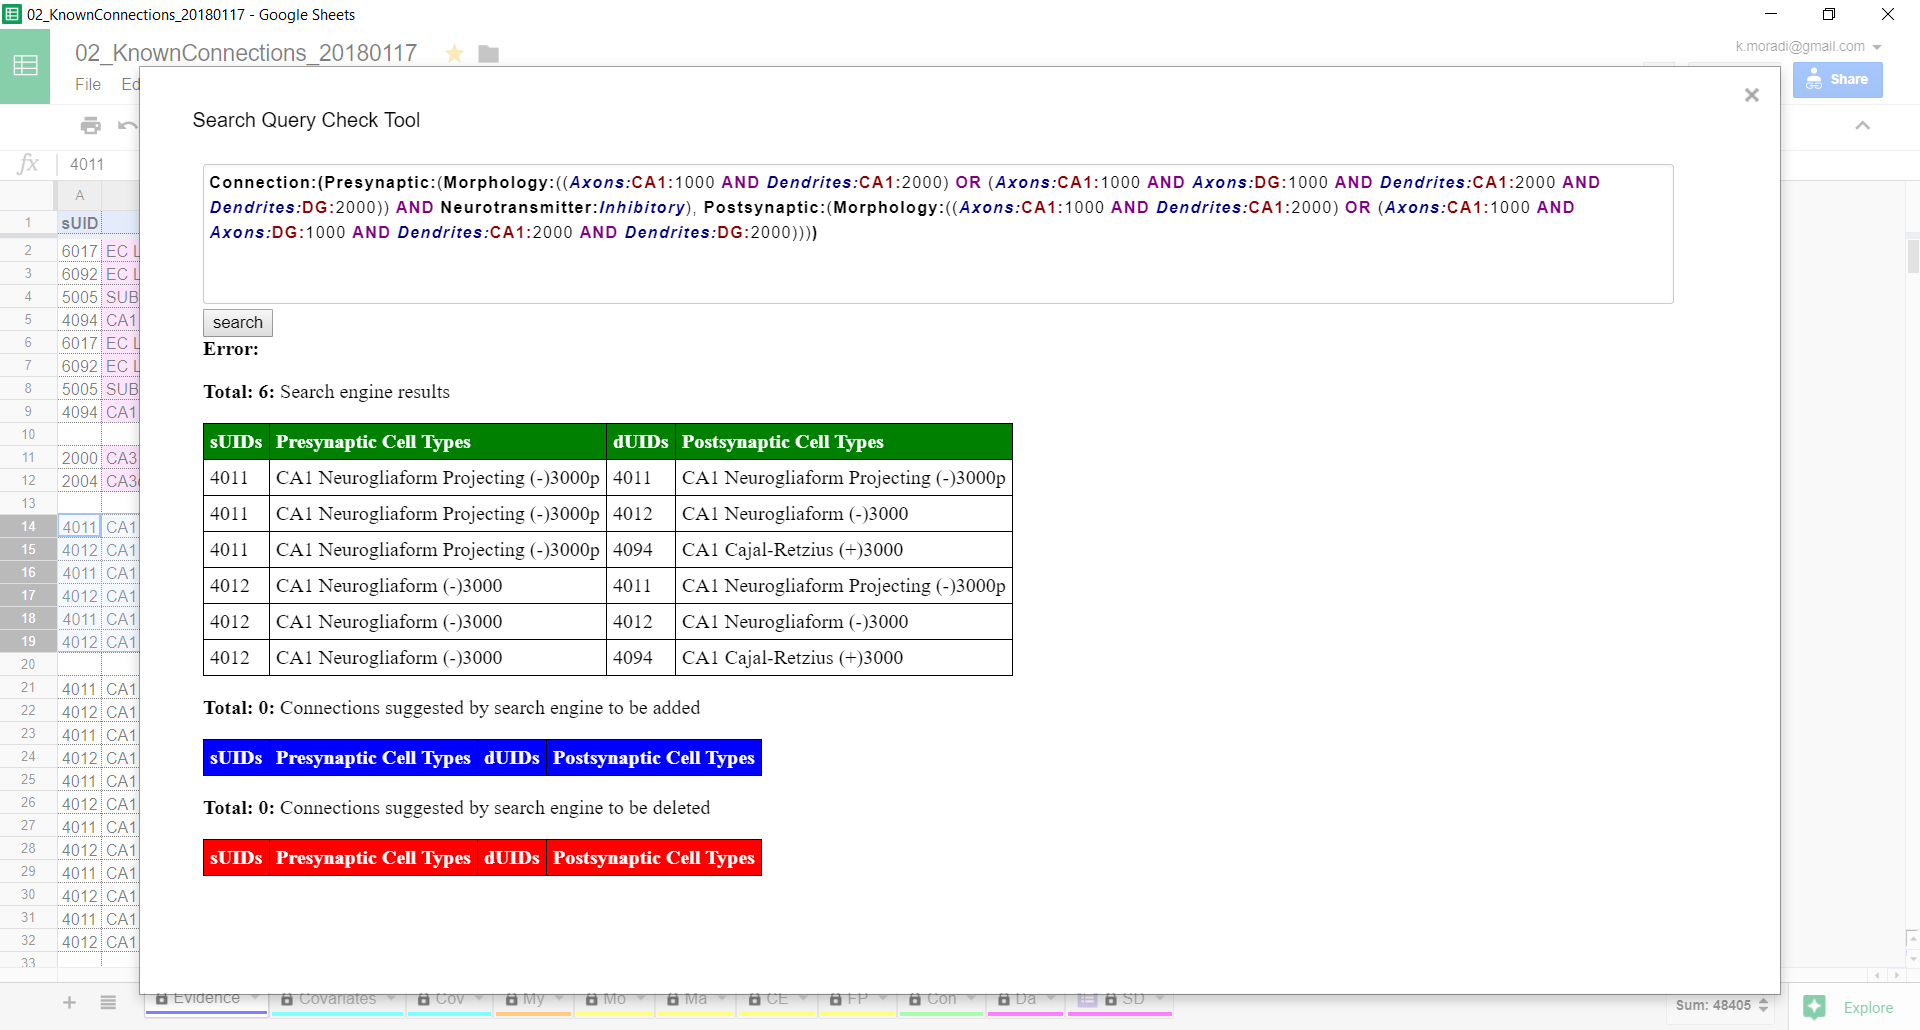 02_KnownConnections_20180117 - Google Sheets
02_KnownConnections_20180117
k.moradi@gmail.com
File
Share
Search Query Check Tool
fx 4011
Connection:(Presynaptic:(Morphology:((Axons:CA1:1000 AND Dendrites:CA1:2000) OR (Axons:CA1:1000 AND Axons:DG:1000 AND Dendrites:CA1:2000 AND
Dendrites:DG:2000)) AND Neurotransmitter:Inhibitory), Postsynaptic:(Morphology:((Axons:CA1:1000 AND Dendrites:CA1:2000) OR (Axons:CA1:1000 AND
Axons:DG:1000 AND Dendrites:CA1:2000 AND Dendrites:DG:2000))))
search
Error:
Total: 6: Search engine results
sUIDs Presynaptic Cell Types dUIDs Postsynaptic Cell Types
4011 CA1 Neurogliaform Projecting (-)3000p 4011 CA1 Neurogliaform Projecting (-)3000p
4011 CA1 Neurogliaform Projecting (-)3000p 4012 CA1 Neurogliaform (-)3000
4011 CA1 Neurogliaform Projecting (-)3000p 4094 CA1 Cajal-Retzius (+)3000
4012 CA1 Neurogliaform (-)3000 4011 CA1 Neurogliaform Projecting (-)3000p
4012 CA1 Neurogliaform (-)3000 4012 CA1 Neurogliaform (-)3000
4012 CA1 Neurogliaform (-)3000 4094 CA1 Cajal-Retzius (+)3000
Total: 0: Connections suggested by search engine to be added
sUIDs Presynaptic Cell Types dUIDs Postsynaptic Cell Types
Total: 0: Connections suggested by search engine to be deleted
sUIDs Presynaptic Cell Types dUIDs Postsynaptic Cell Types
A
1 sUID
2 6017 EC L
3 6092 EC L
4 5005 SUB
5 4094 CA1
6 6017 EC L
7 6092 EC L
8 5005 SUB
9 4094 CA1
10
11 2000 CA3
12 2004 CA3
13
14 4011 CA1
15 4012 CA1
16 4011 CA1
17 4012 CA1
18 4011 CA1
19 4012 CA1
20
21 4011 CA1
22 4012 CA1
23 4011 CA1
24 4012 CA1
25 4011 CA1
26 4012 CA1
27 4011 CA1
28 4012 CA1
29 4011 CA1
30 4012 CA1
31 4011 CA1
32 4012 CA1
33
Evidence Covariates Cov My Mo Ma CE FP Con Da SD
Sum: 48405
Explore